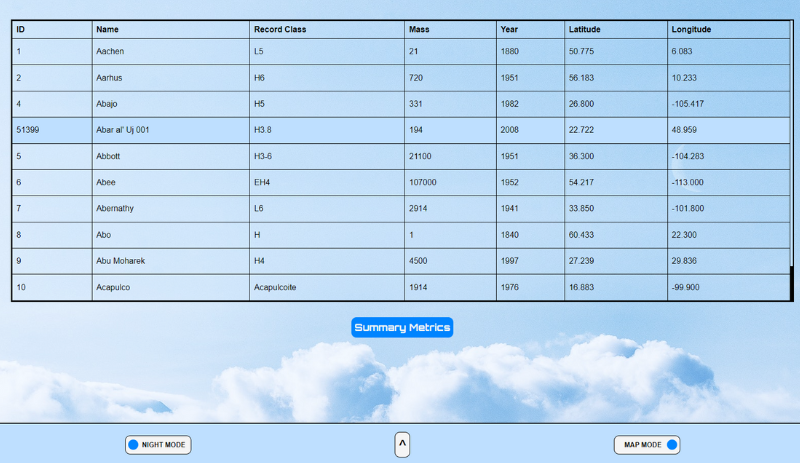 ID Name Record Class Mass Year Latitude Longitude
1 Aachen L5 21 1880 50.775 6.083
2 Aarhus H6 720 1951 56.183 10.233
4 Abajo H5 331 1982 26.800 -105.417
51399 Abar al' Uj 001 H3.8 194 2008 22.722 48.959
5 Abbott H3-6 21100 1951 36.300 -104.283
6 Abee EH4 107000 1952 54.217 -113.000
7 Abernathy L6 2914 1941 33.850 -101.800
8 Abo H 1 1840 60.433 22.300
9 Abu Moharek H4 4500 1997 27.239 29.836
10 Acapulco Acapulcoite 1914 1976 16.883 -99.900
Summary Metrics
NIGHT MODE ^ MAP MODE